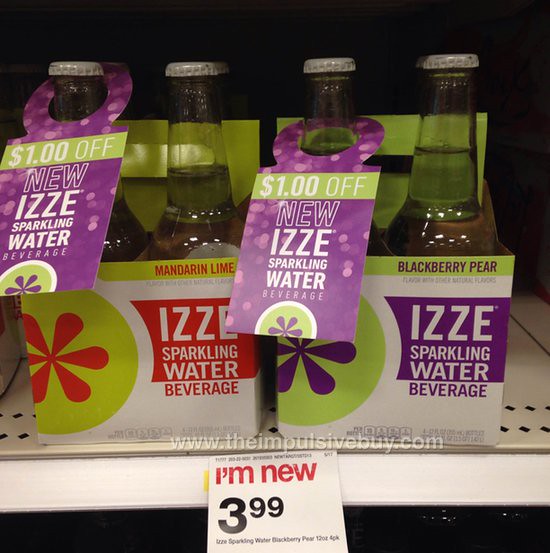 $1.00 OFF
NEW
IZZE
SPARKLING
WATER
BEVERAGE
$1.00 OFF
NEW
IZZE
SPARKLING
WATER
BEVERAGE
MANDARIN LIME
IZZE
SPARKLING
WATER
BEVERAGE
BLACKBERRY PEAR
FLAVOR WITH OTHER NATURAL FLAVORS
IZZE
SPARKLING
WATER
BEVERAGE
www.theimpulsivebuy.com
I'm new
3.99
Izze Sparkling Water Blackberry Pear 12oz 4pk